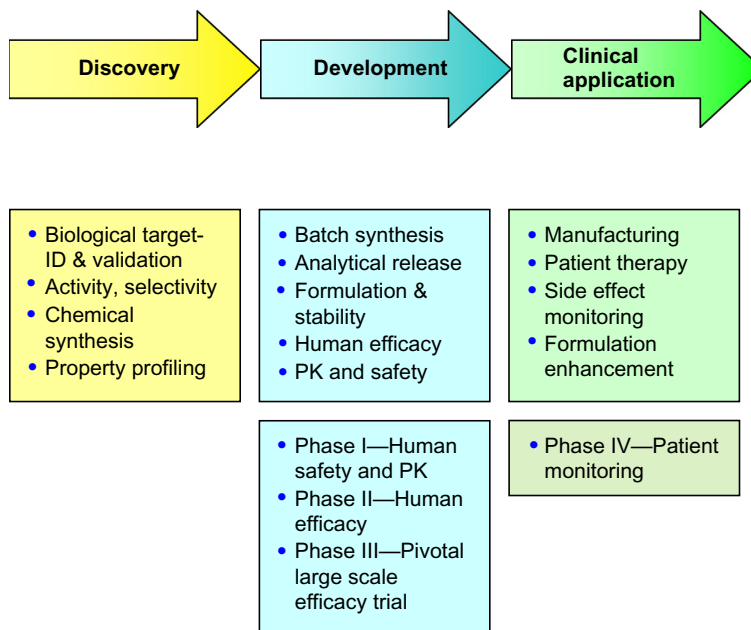 Discovery
Development
Clinical
application
• Biological target-
ID & validation
• Activity, selectivity
• Chemical
synthesis
• Property profiling
• Batch synthesis
• Analytical release
• Formulation &
stability
• Human efficacy
• PK and safety
• Manufacturing
• Patient therapy
• Side effect
monitoring
• Formulation
enhancement
• Phase I—Human
safety and PK
• Phase II—Human
efficacy
• Phase III—Pivotal
large scale
efficacy trial
• Phase IV—Patient
monitoring